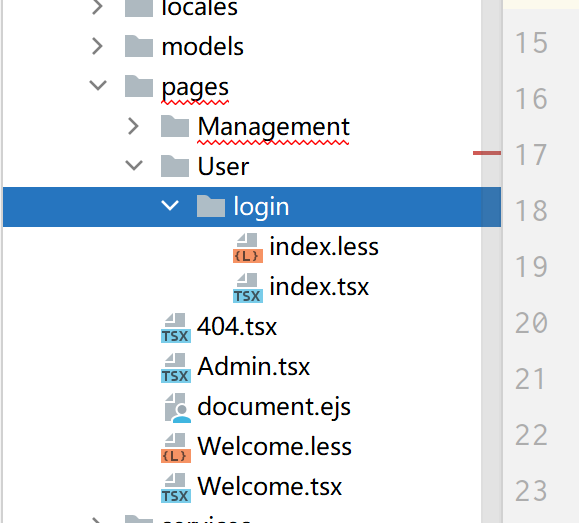 locales
15
models
16
pages
Management
17
User
18
login
19
{L} index.less
TSX index.tsx
20
TSX 404.tsx
21
TSX Admin.tsx
document.ejs
22
{L} Welcome.less
23
TSX Welcome.tsx
services